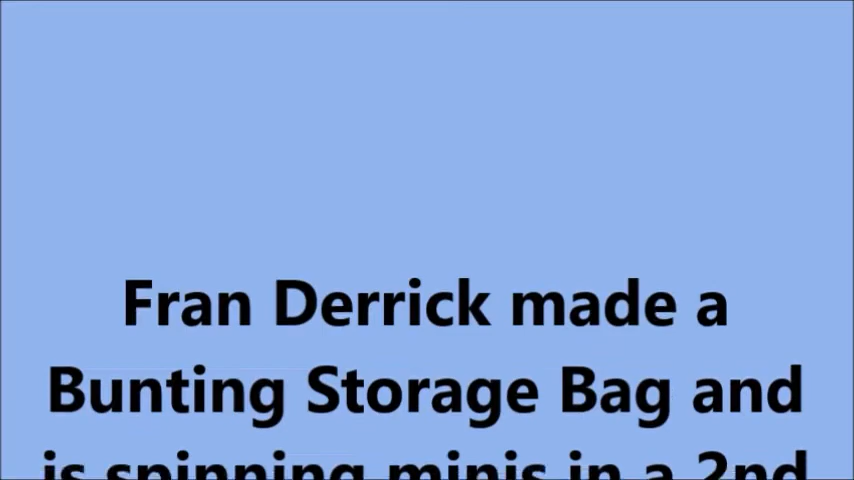 Fran Derrick made a
Bunting Storage Bag and
is spinning minis in a 2nd